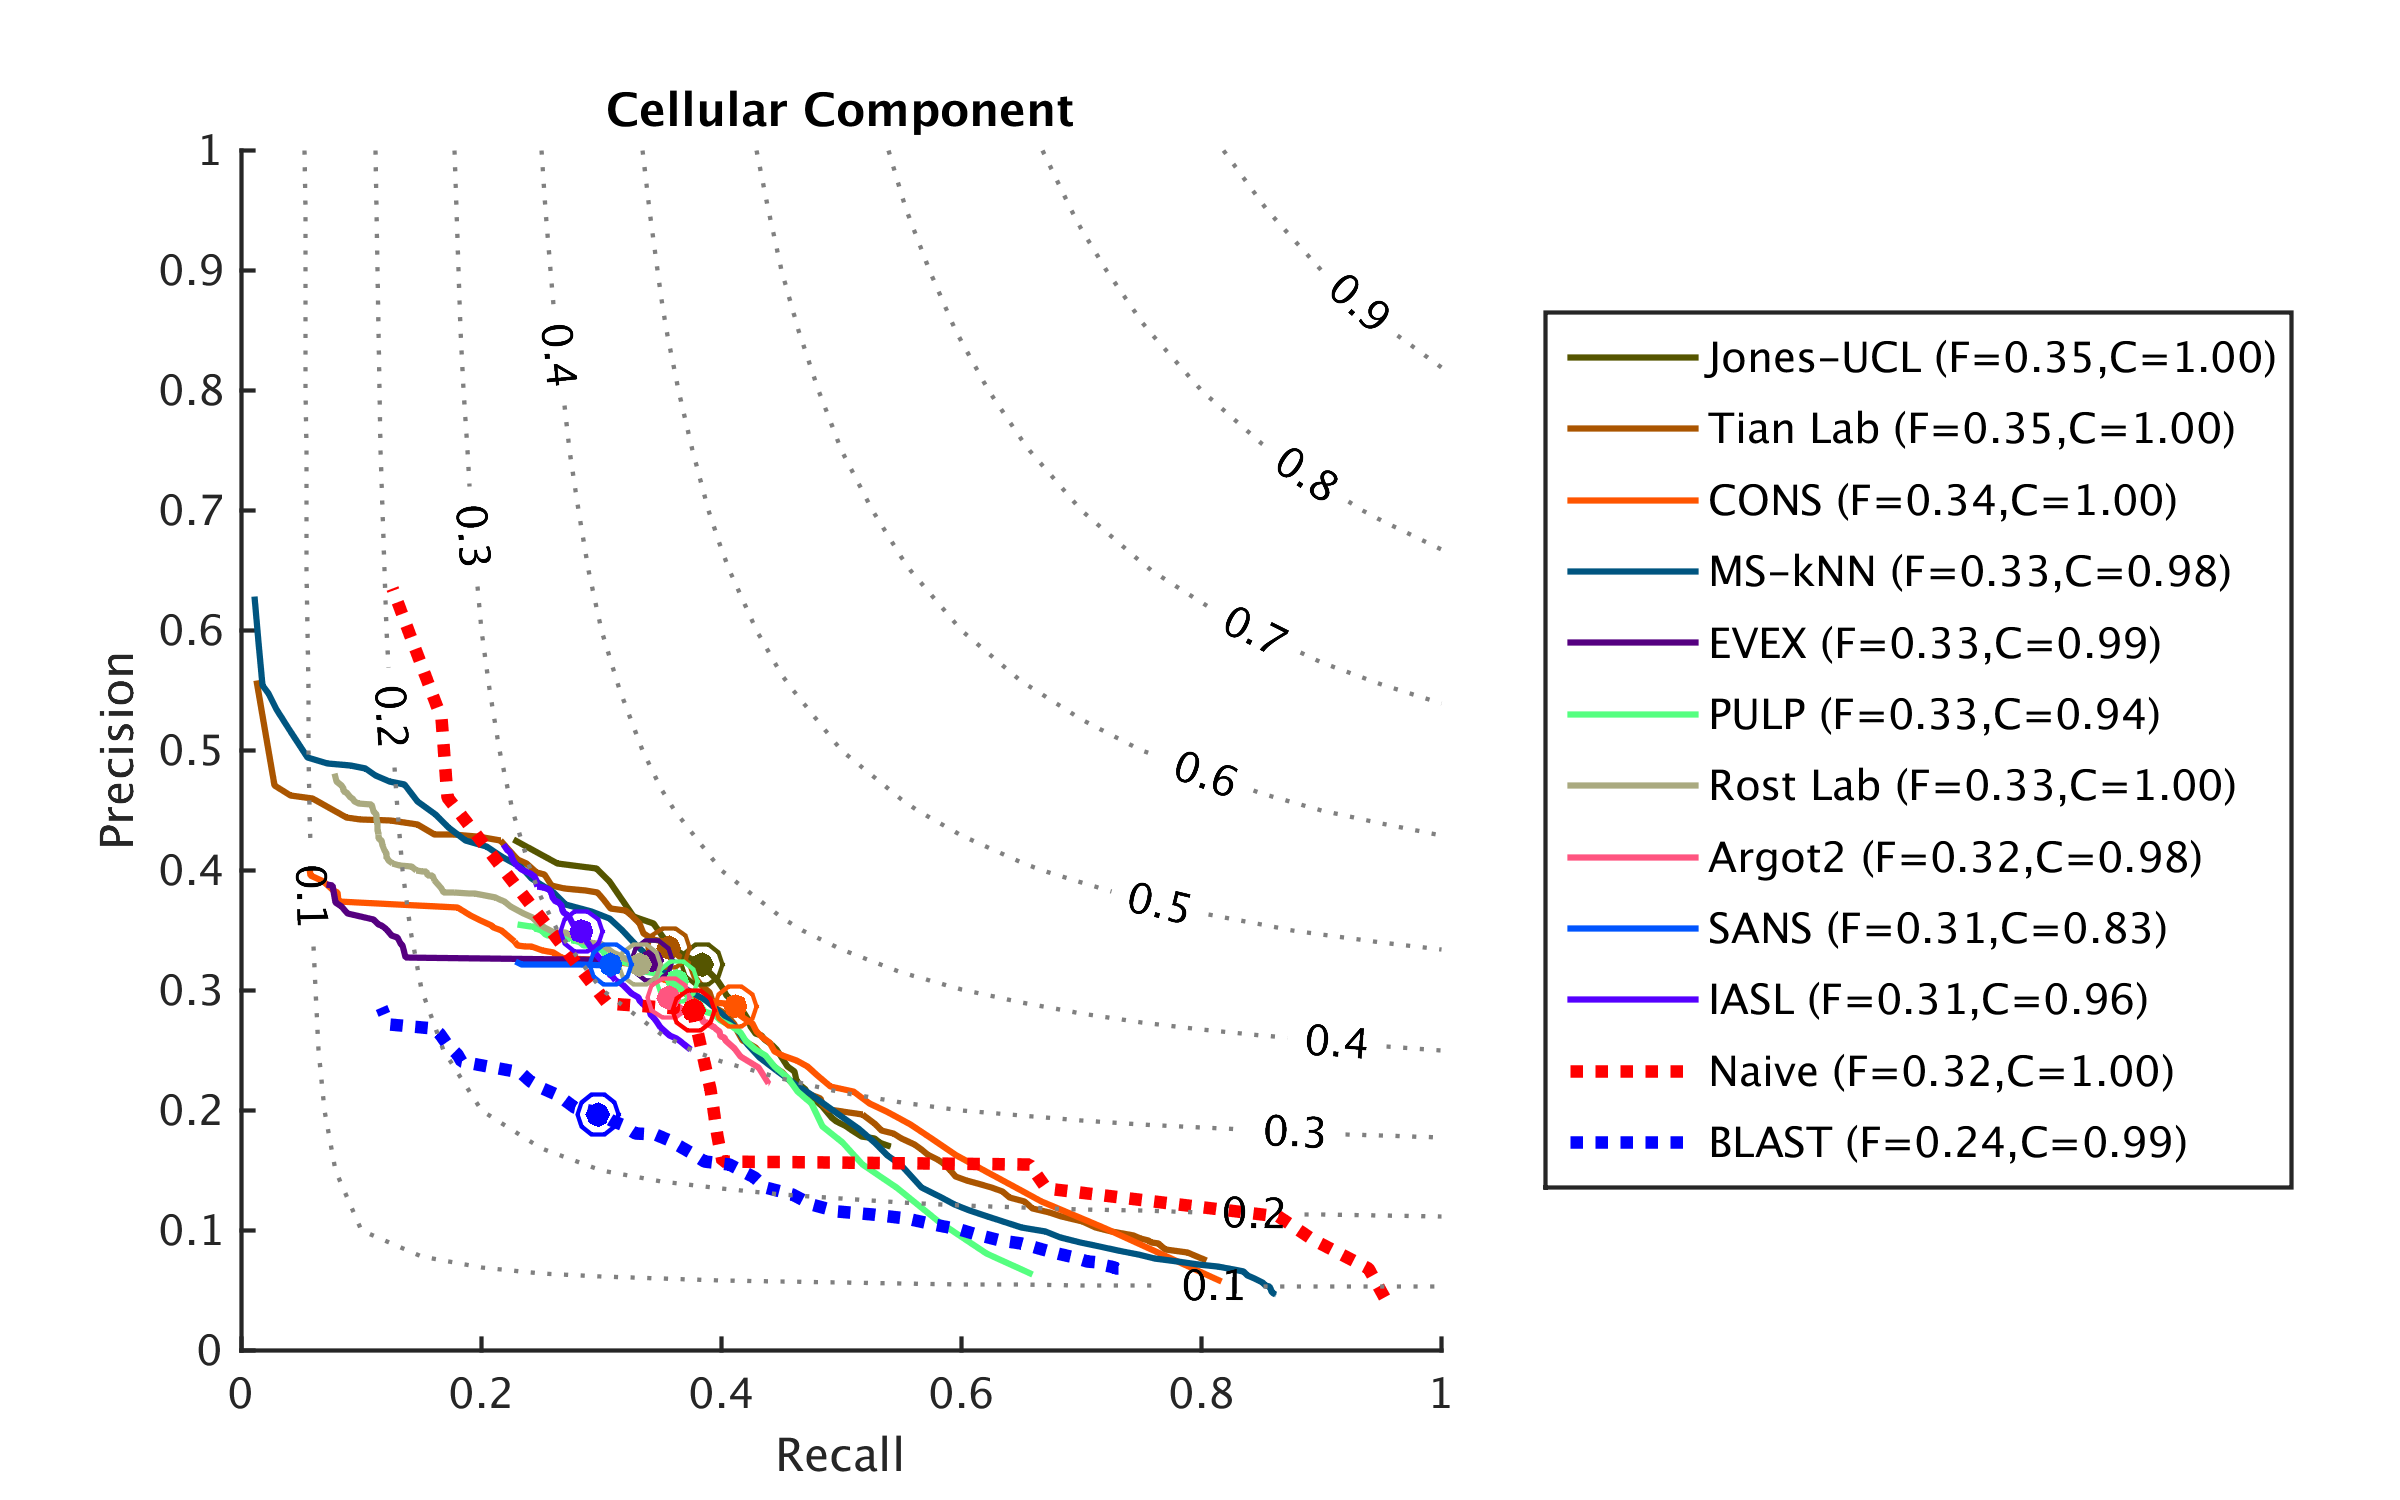 Cellular Component
1
0.9
0.8
0.7
0.6
0.5
0.4
0.3
0.2
0.1
0
Precision
0
0.2
0.4
0.6
0.8
1
Recall
0.9
0.8
0.7
0.6
0.5
0.4
0.3
0.2
0.1
0.4
0.3
0.2
0.1
Jones-UCL (F=0.35,C=1.00)
Tian Lab (F=0.35,C=1.00)
CONS (F=0.34,C=1.00)
MS-kNN (F=0.33,C=0.98)
EVEX (F=0.33,C=0.99)
PULP (F=0.33,C=0.94)
Rost Lab (F=0.33,C=1.00)
Argot2 (F=0.32,C=0.98)
SANS (F=0.31,C=0.83)
IASL (F=0.31,C=0.96)
Naive (F=0.32,C=1.00)
BLAST (F=0.24,C=0.99)